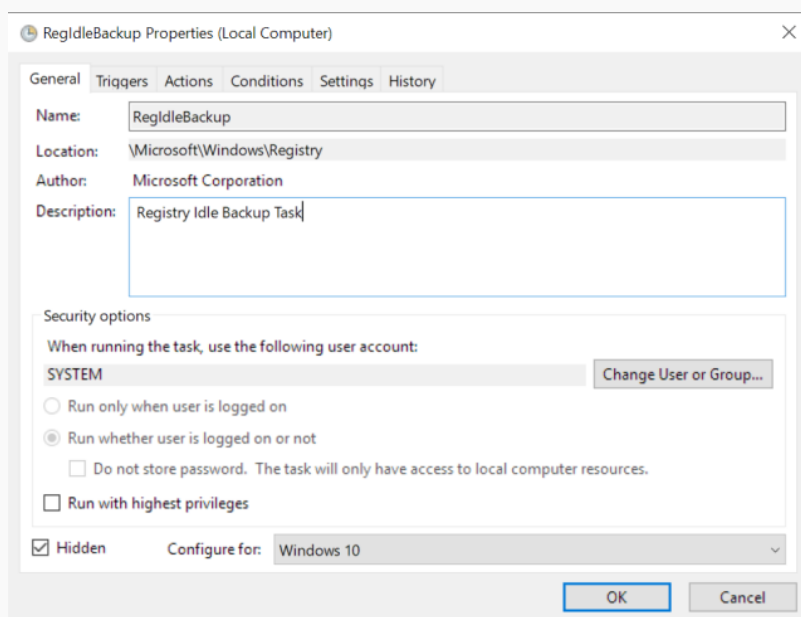 RegIdleBackup Properties (Local Computer)
General Triggers Actions Conditions Settings History
Name: RegIdleBackup
Location: \Microsoft\Windows\Registry
Author: Microsoft Corporation
Description: Registry Idle Backup Task
Security options
When running the task, use the following user account:
SYSTEM Change User or Group...
Run only when user is logged on
Run whether user is logged on or not
Do not store password. The task will only have access to local computer resources.
Run with highest privileges
Hidden Configure for: Windows 10
OK Cancel